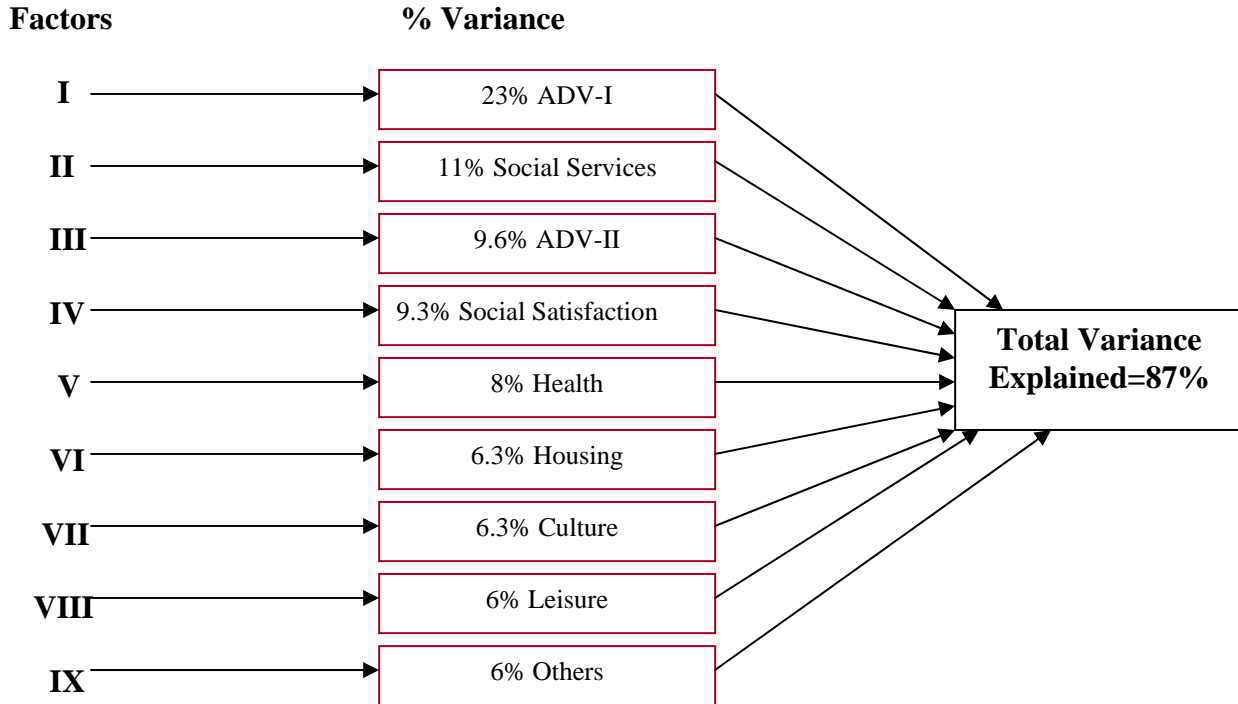 Factors % Variance
I 23% ADV-I
II 11% Social Services
III 9.6% ADV-II
IV 9.3% Social Satisfaction
V 8% Health
VI 6.3% Housing
VII 6.3% Culture
VIII 6% Leisure
IX 6% Others
Total Variance
Explained=87%